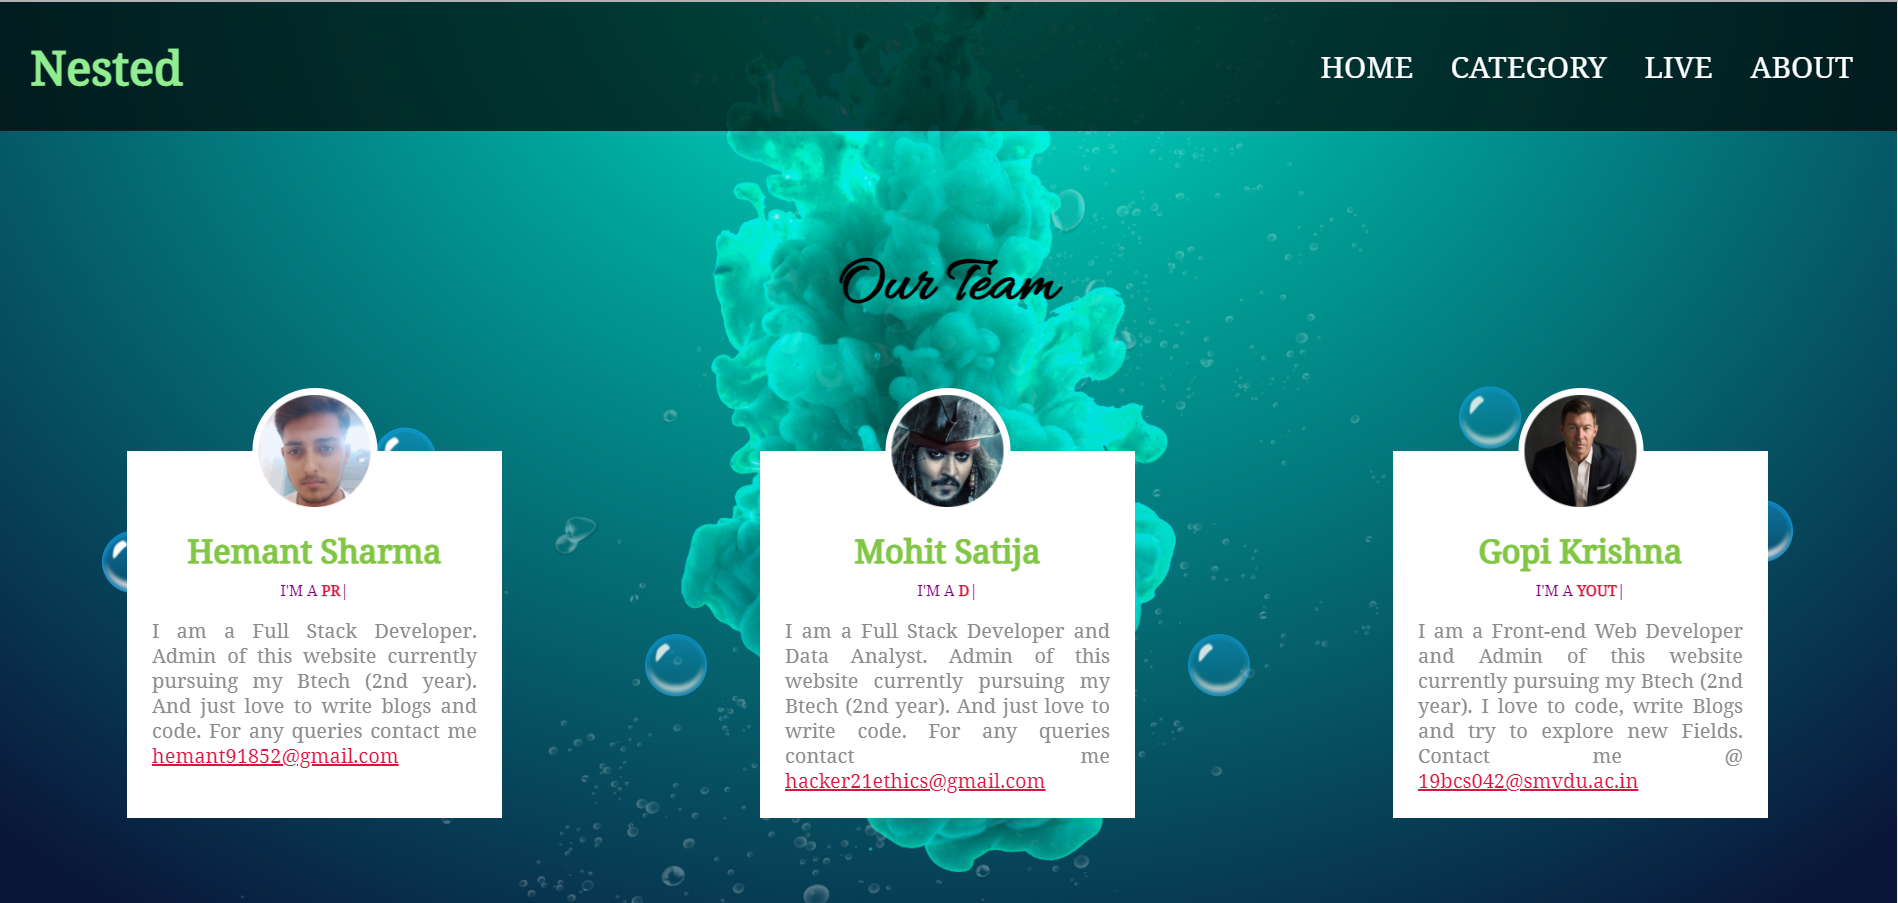 Nested
HOME CATEGORY LIVE ABOUT
Our Team
Hemant Sharma
I'M A PR|
I am a Full Stack Developer.
Admin of this website currently
pursuing my Btech (2nd year).
And just love to write blogs and
code. For any queries contact me
hemant91852@gmail.com
Mohit Satija
I'M A D|
I am a Full Stack Developer and
Data Analyst. Admin of this
website currently pursuing my
Btech (2nd year). And just love to
write code. For any queries
contact me
hacker21ethics@gmail.com
Gopi Krishna
I'M A YOUT|
I am a Front-end Web Developer
and Admin of this website
currently pursuing my Btech (2nd
year). I love to code, write Blogs
and try to explore new Fields.
Contact me @
19bcs042@smvdu.ac.in